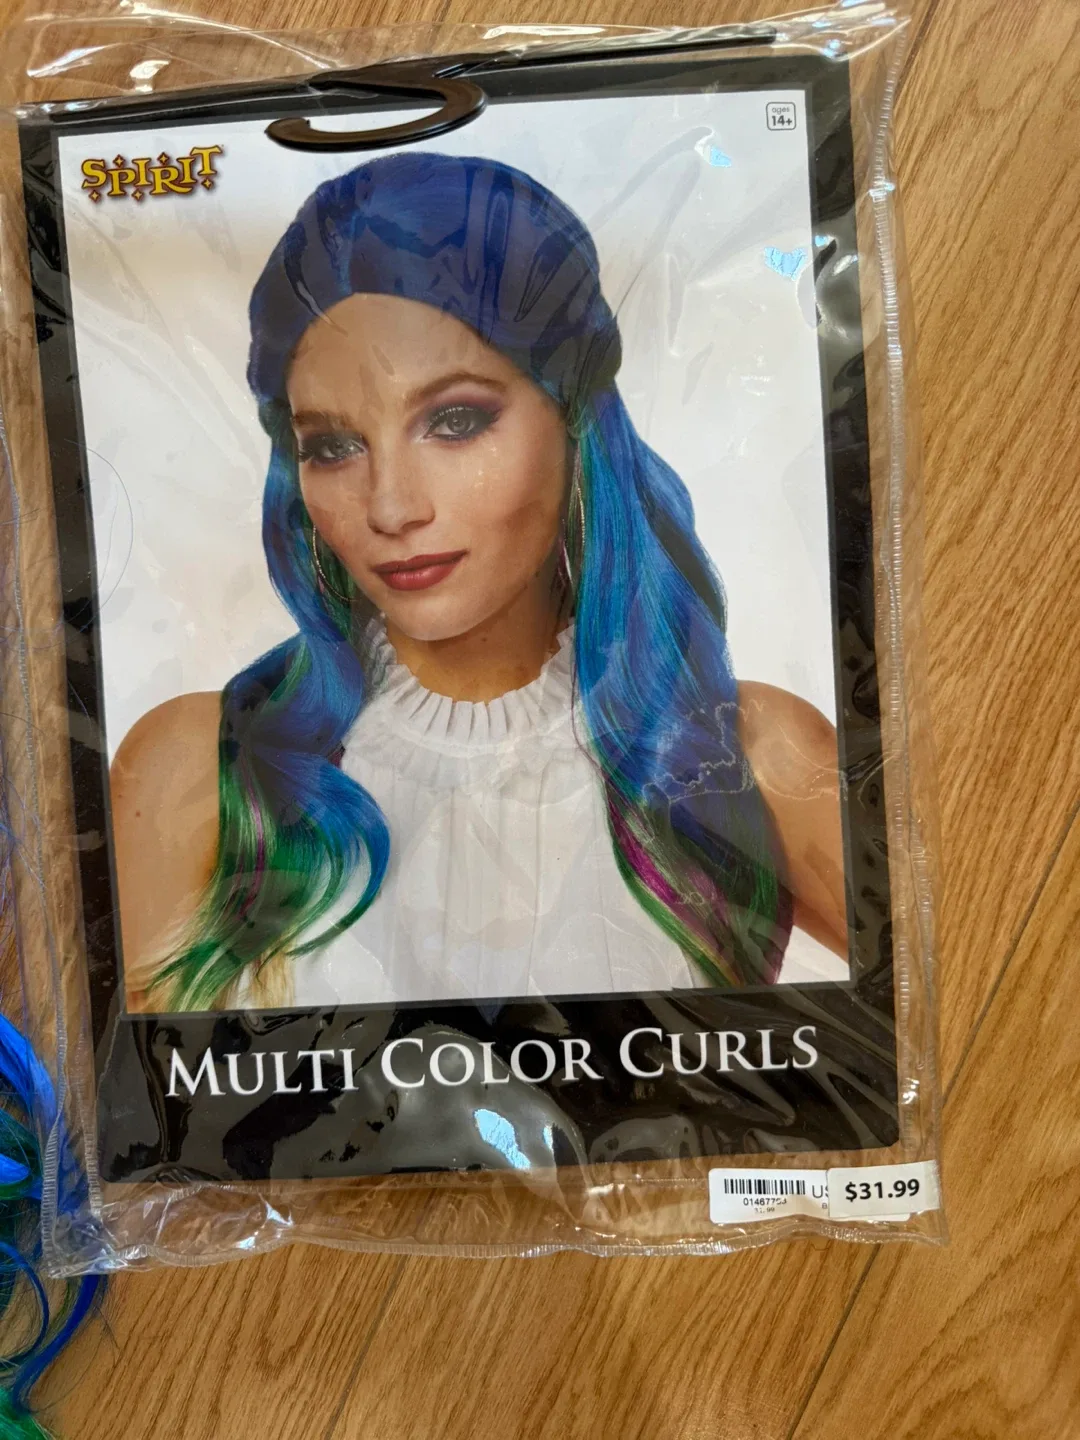 ages
14+
SPIRIT
MULTI COLOR CURLS
$31.99